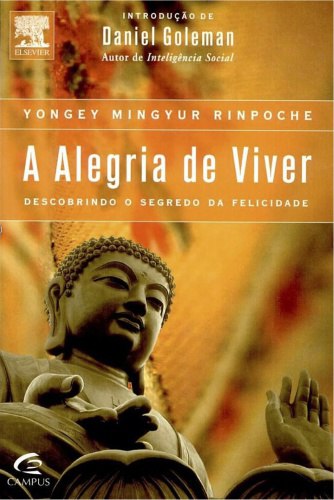 INTRODUÇÃO DE
Daniel Goleman
Autor de Inteligência Social
ELSEVIER
YONGEY MINGYUR RINPOCHE
A Alegria de Viver
DESCOBRINDO O SEGREDO DA FELICIDADE
CAMPUS